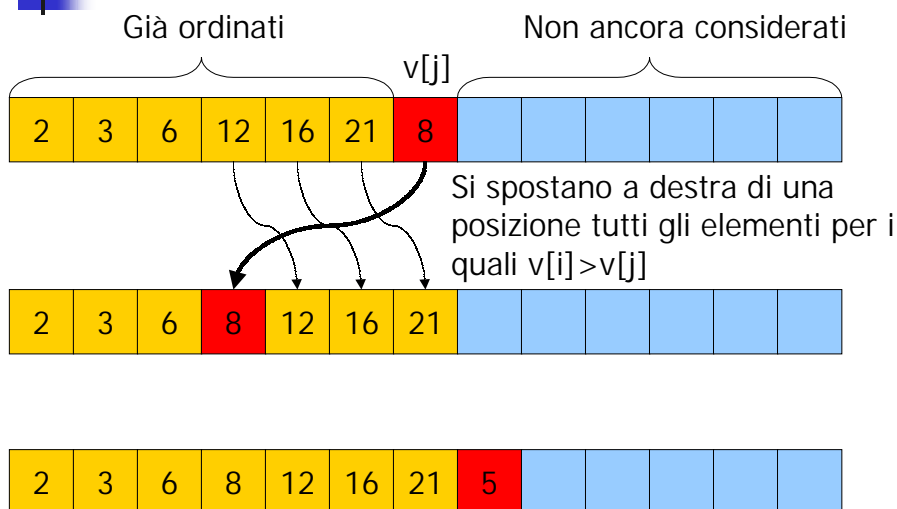 Già ordinati Non ancora considerati
v[j]
2 3 6 12 16 21 8
Si spostano a destra di una
posizione tutti gli elementi per i
quali v[i]>v[j]
2 3 6 8 12 16 21
2 3 6 8 12 16 21 5